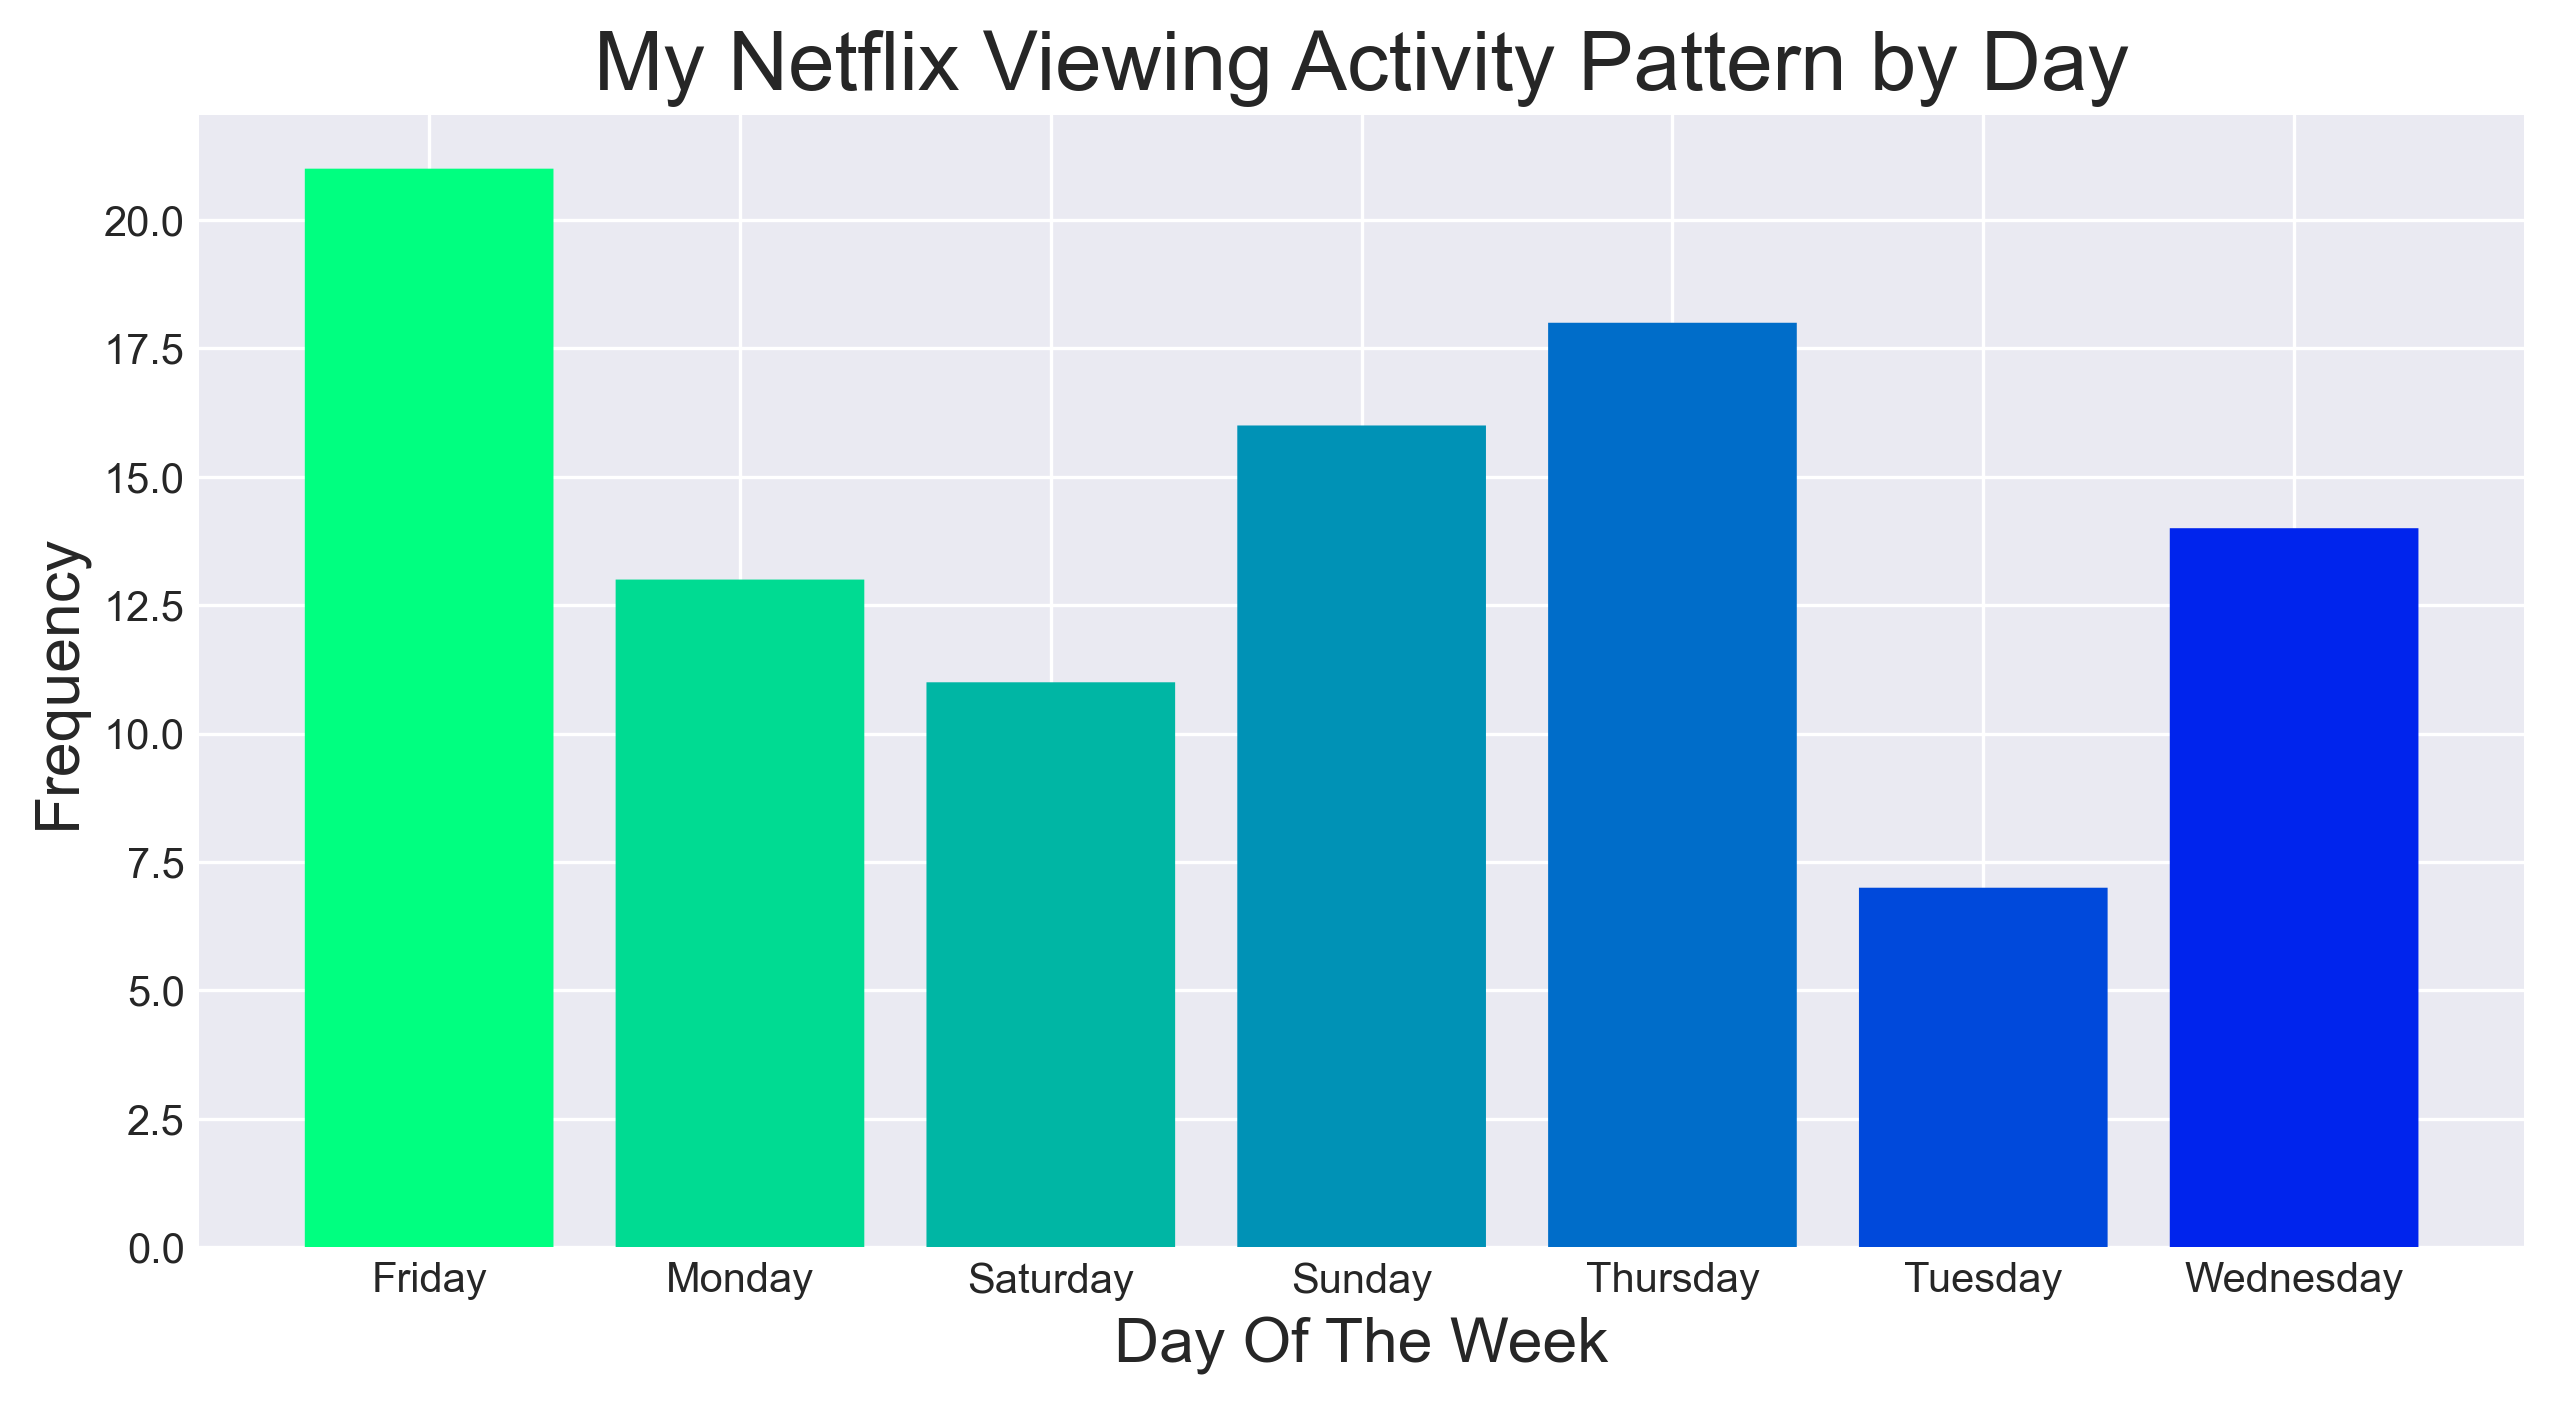 My Netflix Viewing Activity Pattern by Day
Frequency
20.0
17.5
15.0
12.5
10.0
7.5
5.0
2.5
0.0
Friday Monday Saturday Sunday Thursday Tuesday Wednesday
Day Of The Week